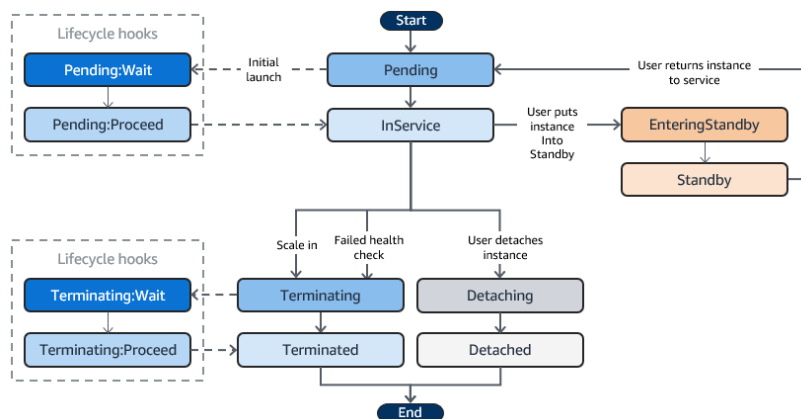 Start
Lifecycle hooks
Pending:Wait
Initial
launch
Pending
User returns instance
to service
Pending:Proceed
InService
User puts
instance
Into
Standby
EnteringStandby
Standby
Scale in
Failed health
check
User detaches
instance
Lifecycle hooks
Terminating:Wait
Terminating
Detaching
Terminating:Proceed
Terminated
Detached
End